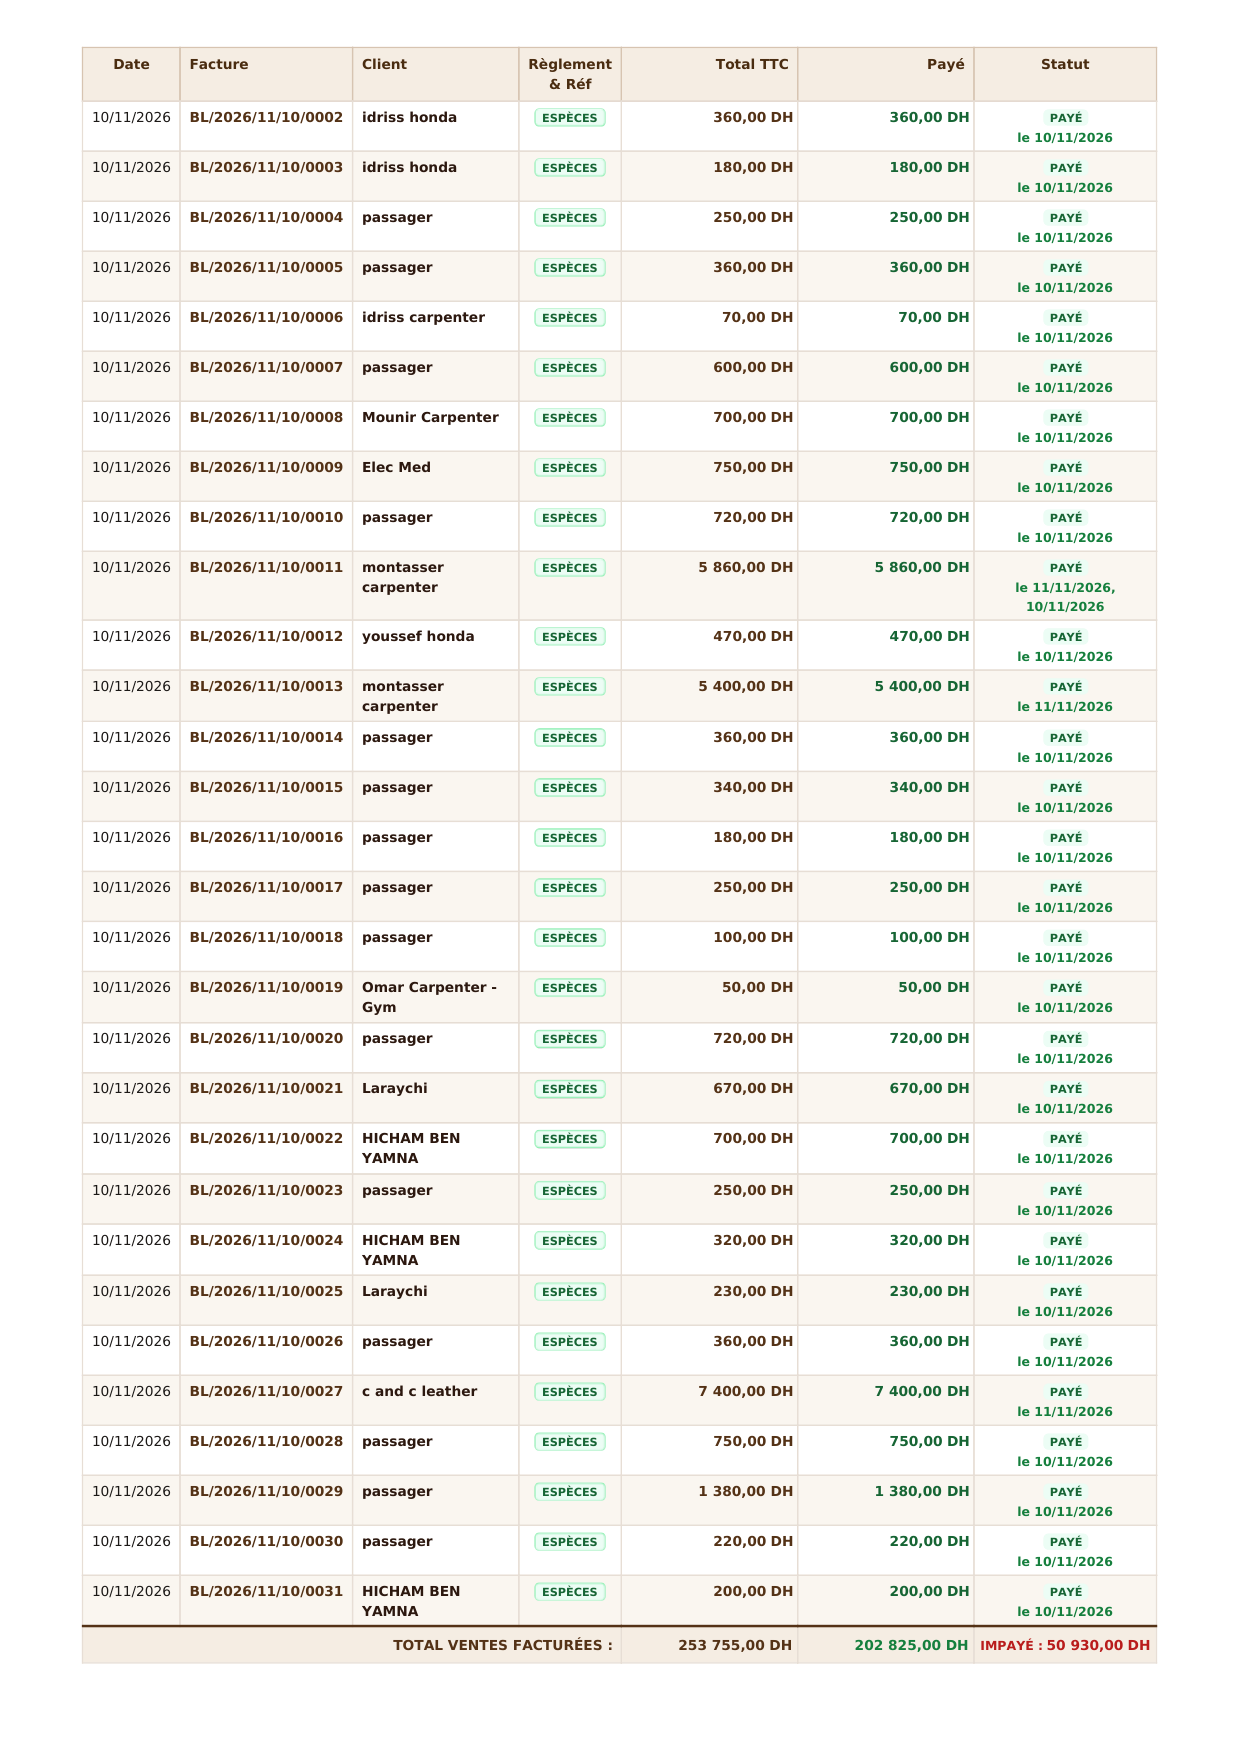 Date Facture Client Règlement Total TTC Payé Statut
& Réf
10/11/2026 BL/2026/11/10/0002 idriss honda ESPÈCES 360,00 DH 360,00 DH PAYÉ
le 10/11/2026
10/11/2026 BL/2026/11/10/0003 idriss honda ESPÈCES 180,00 DH 180,00 DH PAYÉ
le 10/11/2026
10/11/2026 BL/2026/11/10/0004 passager ESPÈCES 250,00 DH 250,00 DH PAYÉ
le 10/11/2026
10/11/2026 BL/2026/11/10/0005 passager ESPÈCES 360,00 DH 360,00 DH PAYÉ
le 10/11/2026
10/11/2026 BL/2026/11/10/0006 idriss carpenter ESPÈCES 70,00 DH 70,00 DH PAYÉ
le 10/11/2026
10/11/2026 BL/2026/11/10/0007 passager ESPÈCES 600,00 DH 600,00 DH PAYÉ
le 10/11/2026
10/11/2026 BL/2026/11/10/0008 Mounir Carpenter ESPÈCES 700,00 DH 700,00 DH PAYÉ
le 10/11/2026
10/11/2026 BL/2026/11/10/0009 Elec Med ESPÈCES 750,00 DH 750,00 DH PAYÉ
le 10/11/2026
10/11/2026 BL/2026/11/10/0010 passager ESPÈCES 720,00 DH 720,00 DH PAYÉ
le 10/11/2026
10/11/2026 BL/2026/11/10/0011 montasser ESPÈCES 5 860,00 DH 5 860,00 DH PAYÉ
carpenter le 11/11/2026,
10/11/2026
10/11/2026 BL/2026/11/10/0012 youssef honda ESPÈCES 470,00 DH 470,00 DH PAYÉ
le 10/11/2026
10/11/2026 BL/2026/11/10/0013 montasser ESPÈCES 5 400,00 DH 5 400,00 DH PAYÉ
carpenter le 11/11/2026
10/11/2026 BL/2026/11/10/0014 passager ESPÈCES 360,00 DH 360,00 DH PAYÉ
le 10/11/2026
10/11/2026 BL/2026/11/10/0015 passager ESPÈCES 340,00 DH 340,00 DH PAYÉ
le 10/11/2026
10/11/2026 BL/2026/11/10/0016 passager ESPÈCES 180,00 DH 180,00 DH PAYÉ
le 10/11/2026
10/11/2026 BL/2026/11/10/0017 passager ESPÈCES 250,00 DH 250,00 DH PAYÉ
le 10/11/2026
10/11/2026 BL/2026/11/10/0018 passager ESPÈCES 100,00 DH 100,00 DH PAYÉ
le 10/11/2026
10/11/2026 BL/2026/11/10/0019 Omar Carpenter - ESPÈCES 50,00 DH 50,00 DH PAYÉ
Gym le 10/11/2026
10/11/2026 BL/2026/11/10/0020 passager ESPÈCES 720,00 DH 720,00 DH PAYÉ
le 10/11/2026
10/11/2026 BL/2026/11/10/0021 Laraychi ESPÈCES 670,00 DH 670,00 DH PAYÉ
le 10/11/2026
10/11/2026 BL/2026/11/10/0022 HICHAM BEN ESPÈCES 700,00 DH 700,00 DH PAYÉ
YAMNA le 10/11/2026
10/11/2026 BL/2026/11/10/0023 passager ESPÈCES 250,00 DH 250,00 DH PAYÉ
le 10/11/2026
10/11/2026 BL/2026/11/10/0024 HICHAM BEN ESPÈCES 320,00 DH 320,00 DH PAYÉ
YAMNA le 10/11/2026
10/11/2026 BL/2026/11/10/0025 Laraychi ESPÈCES 230,00 DH 230,00 DH PAYÉ
le 10/11/2026
10/11/2026 BL/2026/11/10/0026 passager ESPÈCES 360,00 DH 360,00 DH PAYÉ
le 10/11/2026
10/11/2026 BL/2026/11/10/0027 c and c leather ESPÈCES 7 400,00 DH 7 400,00 DH PAYÉ
le 11/11/2026
10/11/2026 BL/2026/11/10/0028 passager ESPÈCES 750,00 DH 750,00 DH PAYÉ
le 10/11/2026
10/11/2026 BL/2026/11/10/0029 passager ESPÈCES 1 380,00 DH 1 380,00 DH PAYÉ
le 10/11/2026
10/11/2026 BL/2026/11/10/0030 passager ESPÈCES 220,00 DH 220,00 DH PAYÉ
le 10/11/2026
10/11/2026 BL/2026/11/10/0031 HICHAM BEN ESPÈCES 200,00 DH 200,00 DH PAYÉ
YAMNA le 10/11/2026
TOTAL VENTES FACTURÉES : 253 755,00 DH 202 825,00 DH IMPAYÉ : 50 930,00 DH